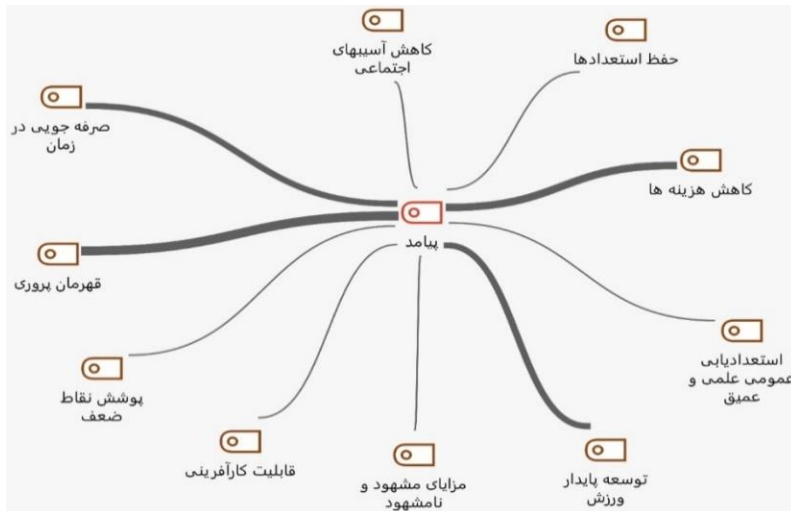 کاهش آسیبهای
اجتماعی
حفظ استعدادها
صرفه جویی در
زمان
کاهش هزینه ها
پیامد
قهرمان پروری
استعدادیابی
عمومی علمی و
عمیق
پوشش نقاط
ضعف
قابلیت کارآفرینی
مزایای مشهود و
نامشهود
توسعه پایدار
ورزش